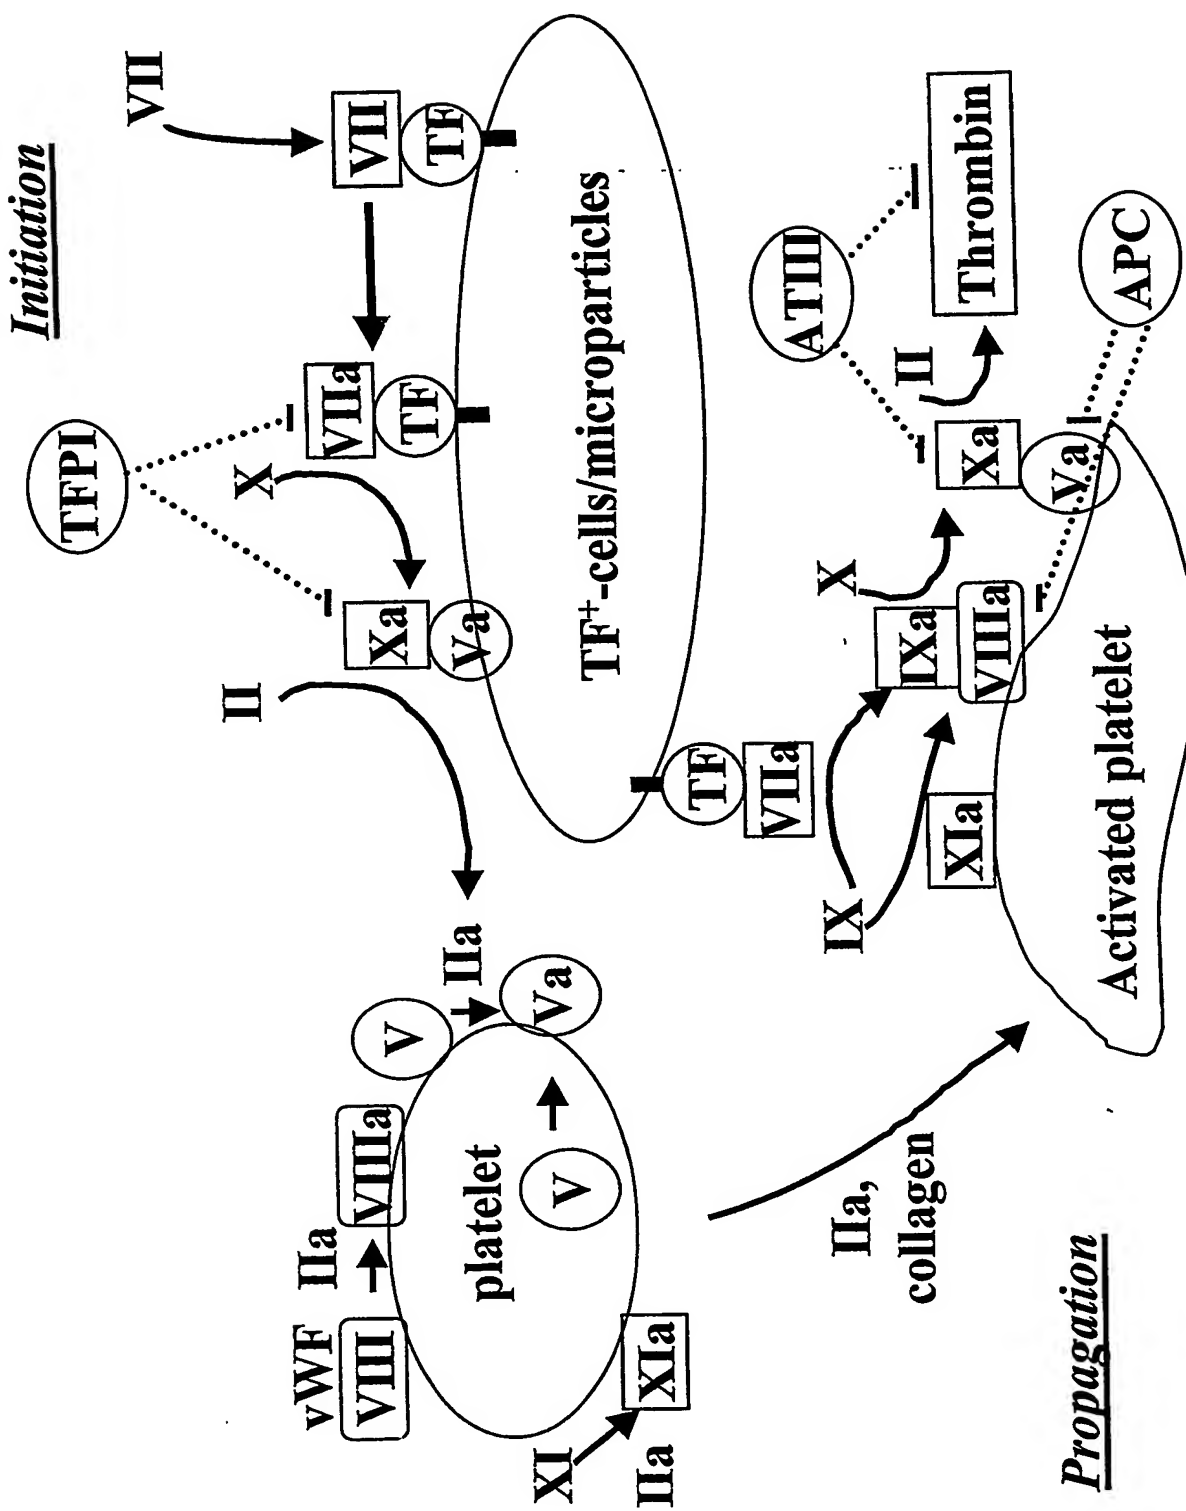 Initiation
TFPI
VII
X
II
VII
TF
VIIa
TF
Xa
Va
vWF
VIII
IIa
VIIIa
V
IIa
Va
platelet
V
XI
XIa
IIa
TF⁺-cells/microparticles
TF
VIIa
IIa,
collagen
IX
X
II
ATIII
IXa
VIIIa
XIa
Xa
Va
Thrombin
APC
Activated platelet
Propagation